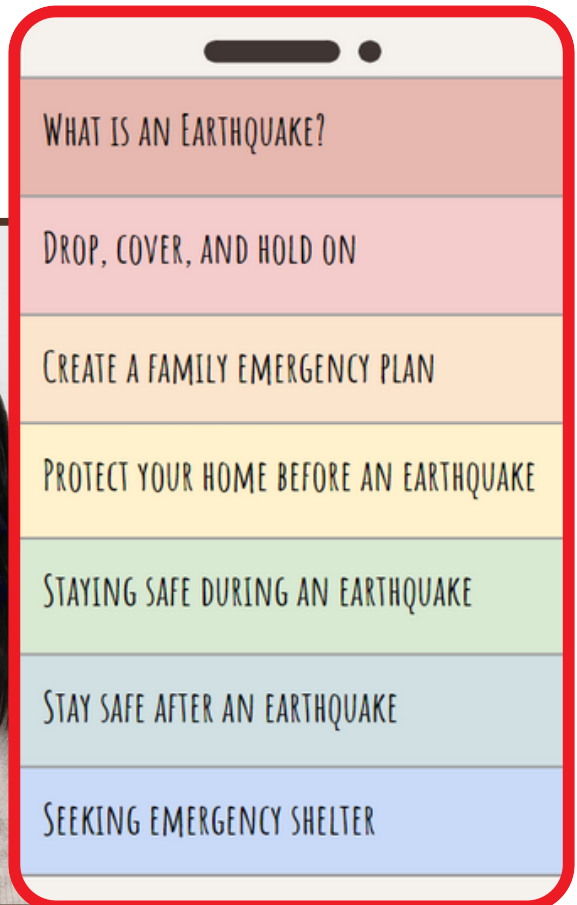 What is an Earthquake?
Drop, cover, and hold on
Create a family emergency plan
Protect your home before an earthquake
Staying safe during an earthquake
Stay safe after an earthquake
Seeking emergency shelter